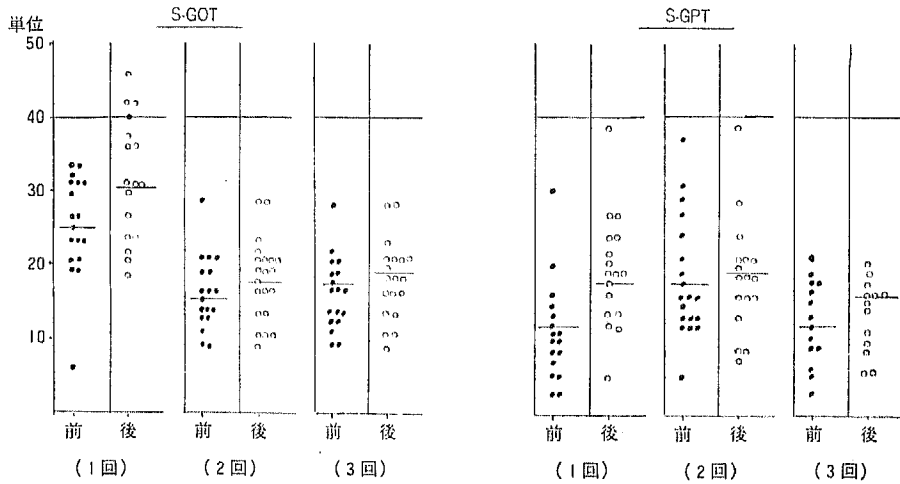 S-GOT
S-GPT
単位
50
40
30
20
10
前 後 前 後 前 後 前 後 前 後 前 後
(1回) (2回) (3回) (1回) (2回) (3回)